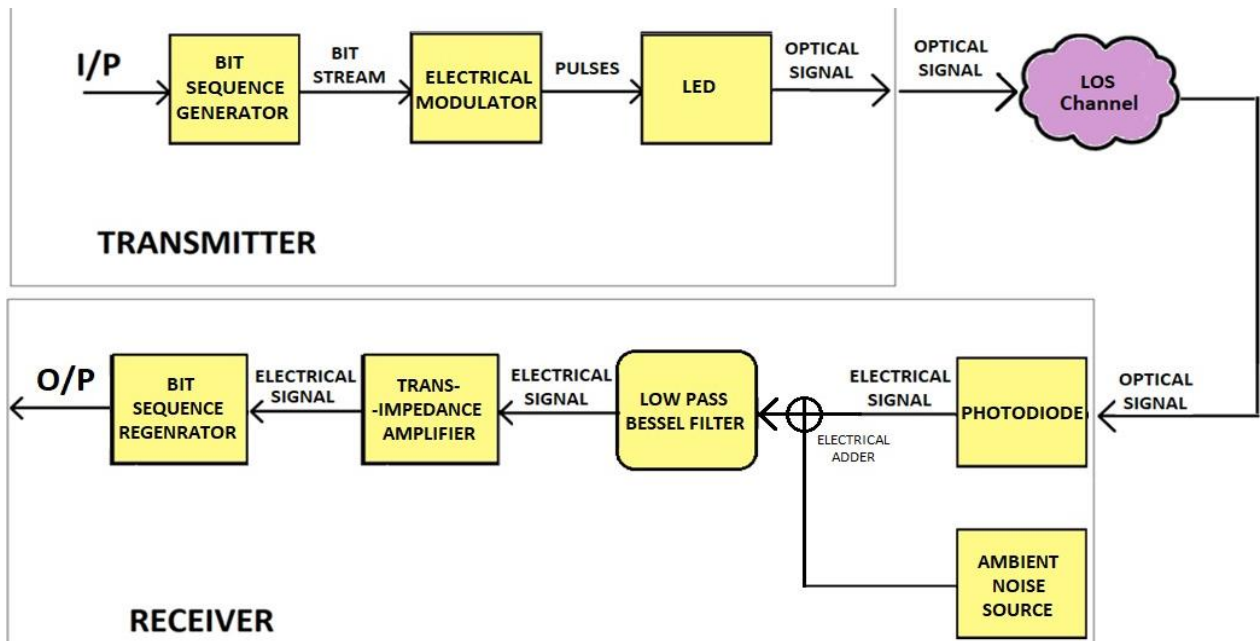 I/P
BIT
SEQUENCE
GENERATOR
BIT
STREAM
ELECTRICAL
MODULATOR
PULSES
LED
OPTICAL
SIGNAL
OPTICAL
SIGNAL
LOS
Channel
TRANSMITTER
O/P
BIT
SEQUENCE
REGENRATOR
ELECTRICAL
SIGNAL
TRANS-
-IMPEDANCE
AMPLIFIER
ELECTRICAL
SIGNAL
LOW PASS
BESSEL FILTER
ELECTRICAL
SIGNAL
ELECTRICAL
ADDER
PHOTODIODE
OPTICAL
SIGNAL
AMBIENT
NOISE
SOURCE
RECEIVER